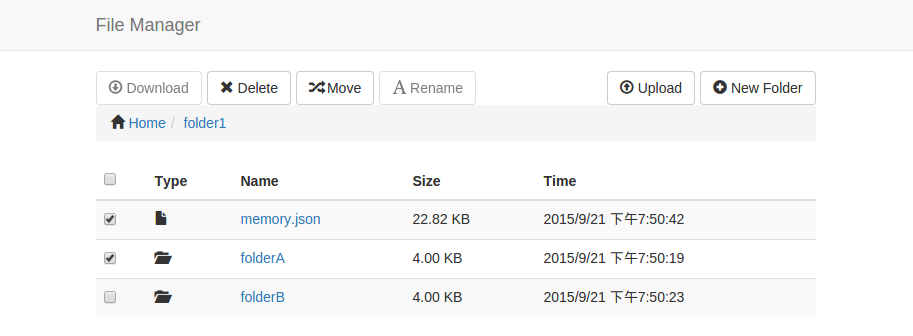 File Manager
Download Delete Move Rename Upload New Folder
Home / folder1
Type Name Size Time
memory.json 22.82 KB 2015/9/21 下午7:50:42
folderA 4.00 KB 2015/9/21 下午7:50:19
folderB 4.00 KB 2015/9/21 下午7:50:23